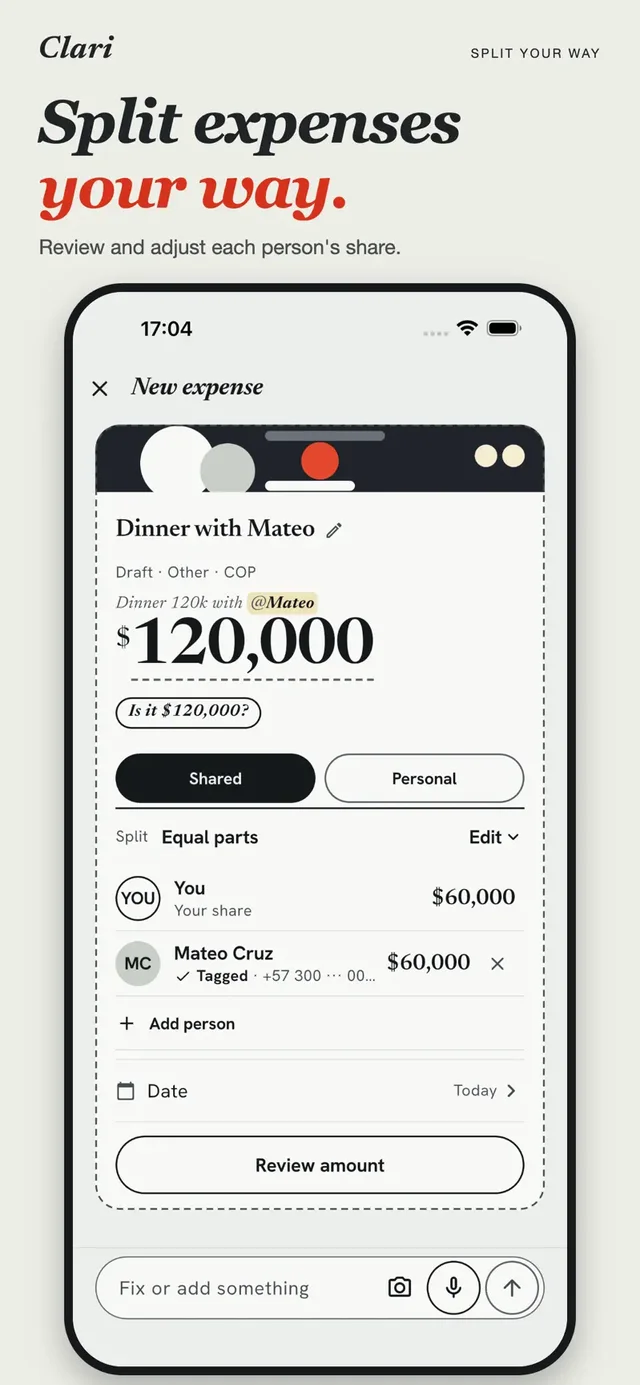 Clari
SPLIT YOUR WAY
Split expenses
your way.
Review and adjust each person's share.
17:04
New expense
Dinner with Mateo
Draft · Other · COP
Dinner 120k with @Mateo
$120,000
Is it $120,000?
Shared
Personal
Split Equal parts
Edit
YOU
You
$60,000
Your share
MC
Mateo Cruz
$60,000
Tagged · +57 300 ··· 00...
Add person
Date
Today
Review amount
Fix or add something